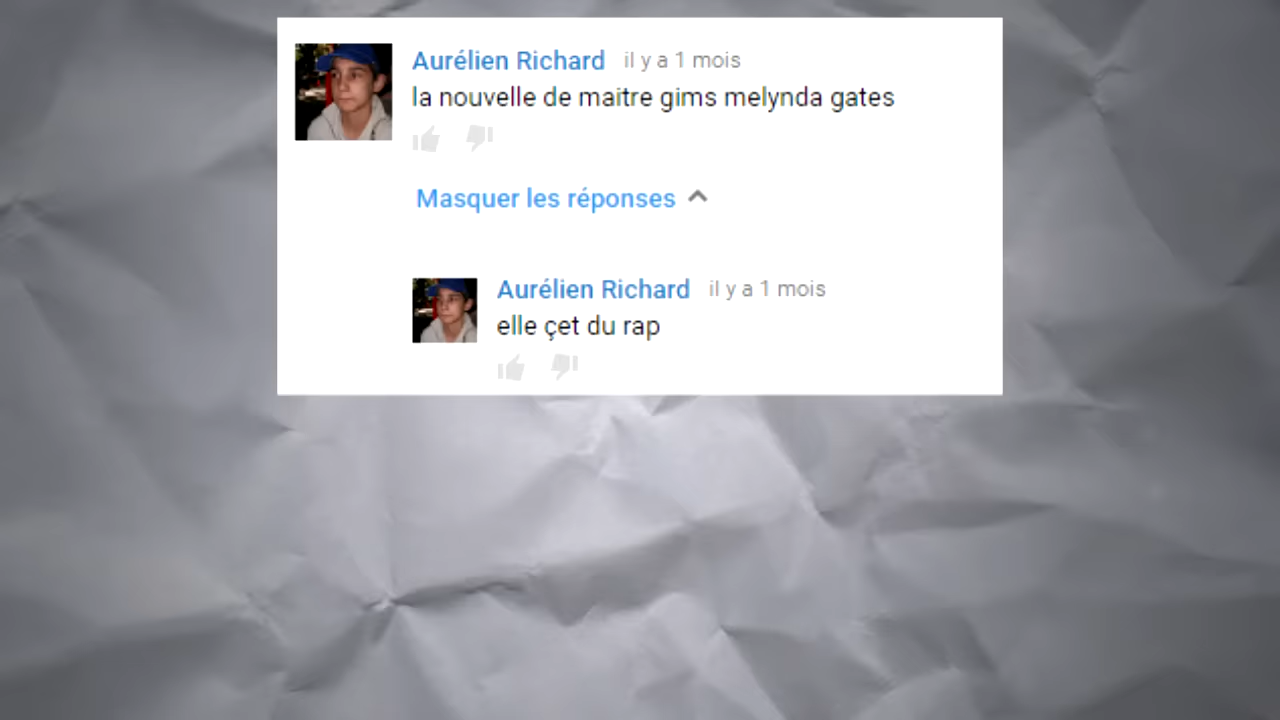 Aurélien Richard il y a 1 mois
la nouvelle de maitre gims melynda gates
Masquer les réponses
Aurélien Richard il y a 1 mois
elle çet du rap